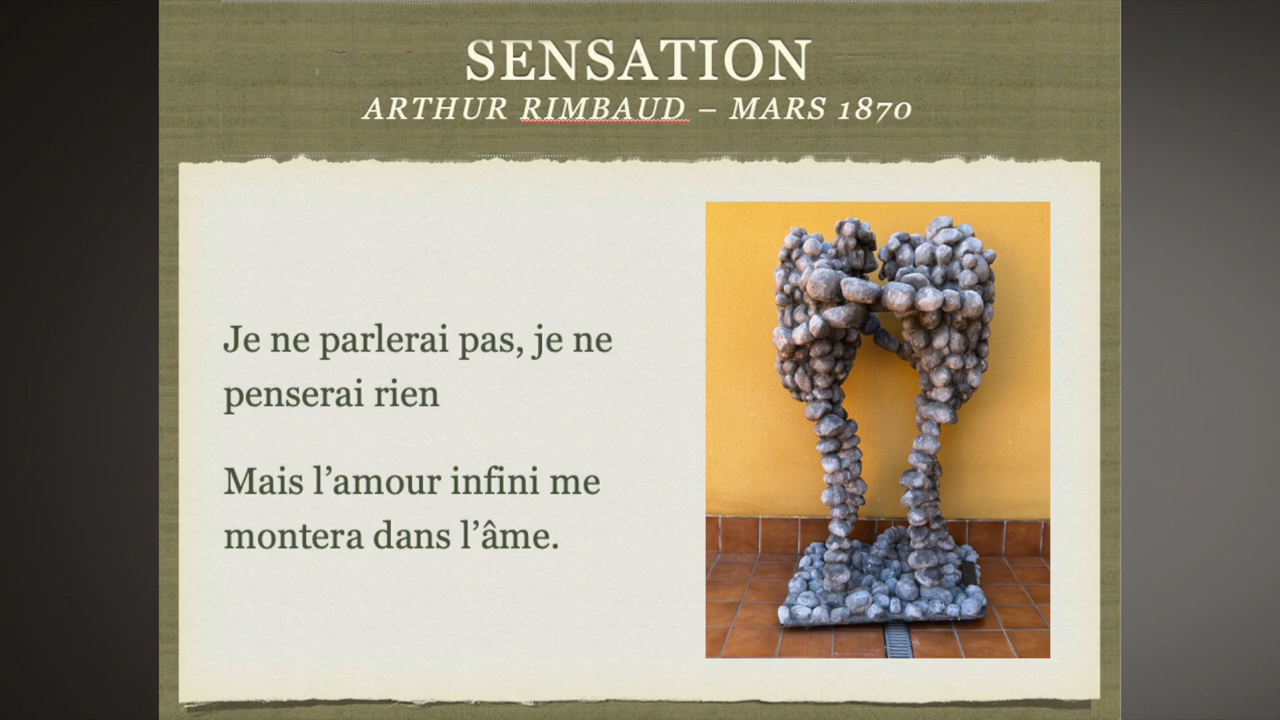 SENSATION
ARTHUR RIMBAUD – MARS 1870
Je ne parlerai pas, je ne
penserai rien
Mais l’amour infini me
montera dans l’âme.